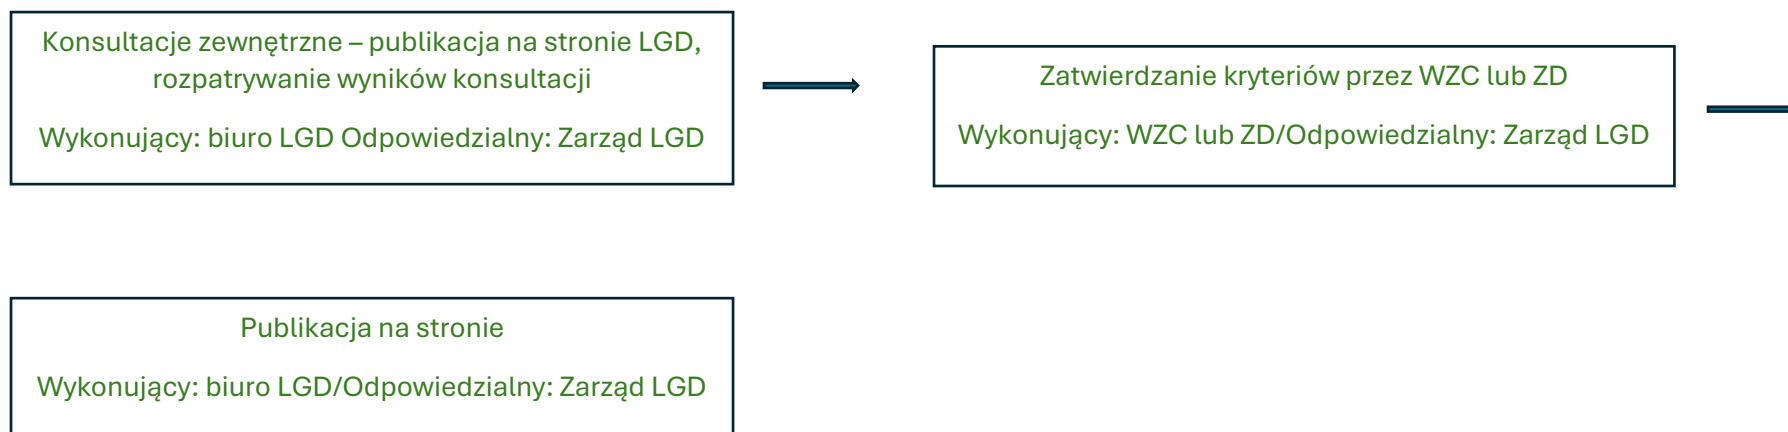 Konsultacje zewnętrzne – publikacja na stronie LGD,
rozpatrywanie wyników konsultacji
Wykonujący: biuro LGD Odpowiedzialny: Zarząd LGD
Zatwierdzanie kryteriów przez WZC lub ZD
Wykonujący: WZC lub ZD/Odpowiedzialny: Zarząd LGD
Publikacja na stronie
Wykonujący: biuro LGD/Odpowiedzialny: Zarząd LGD